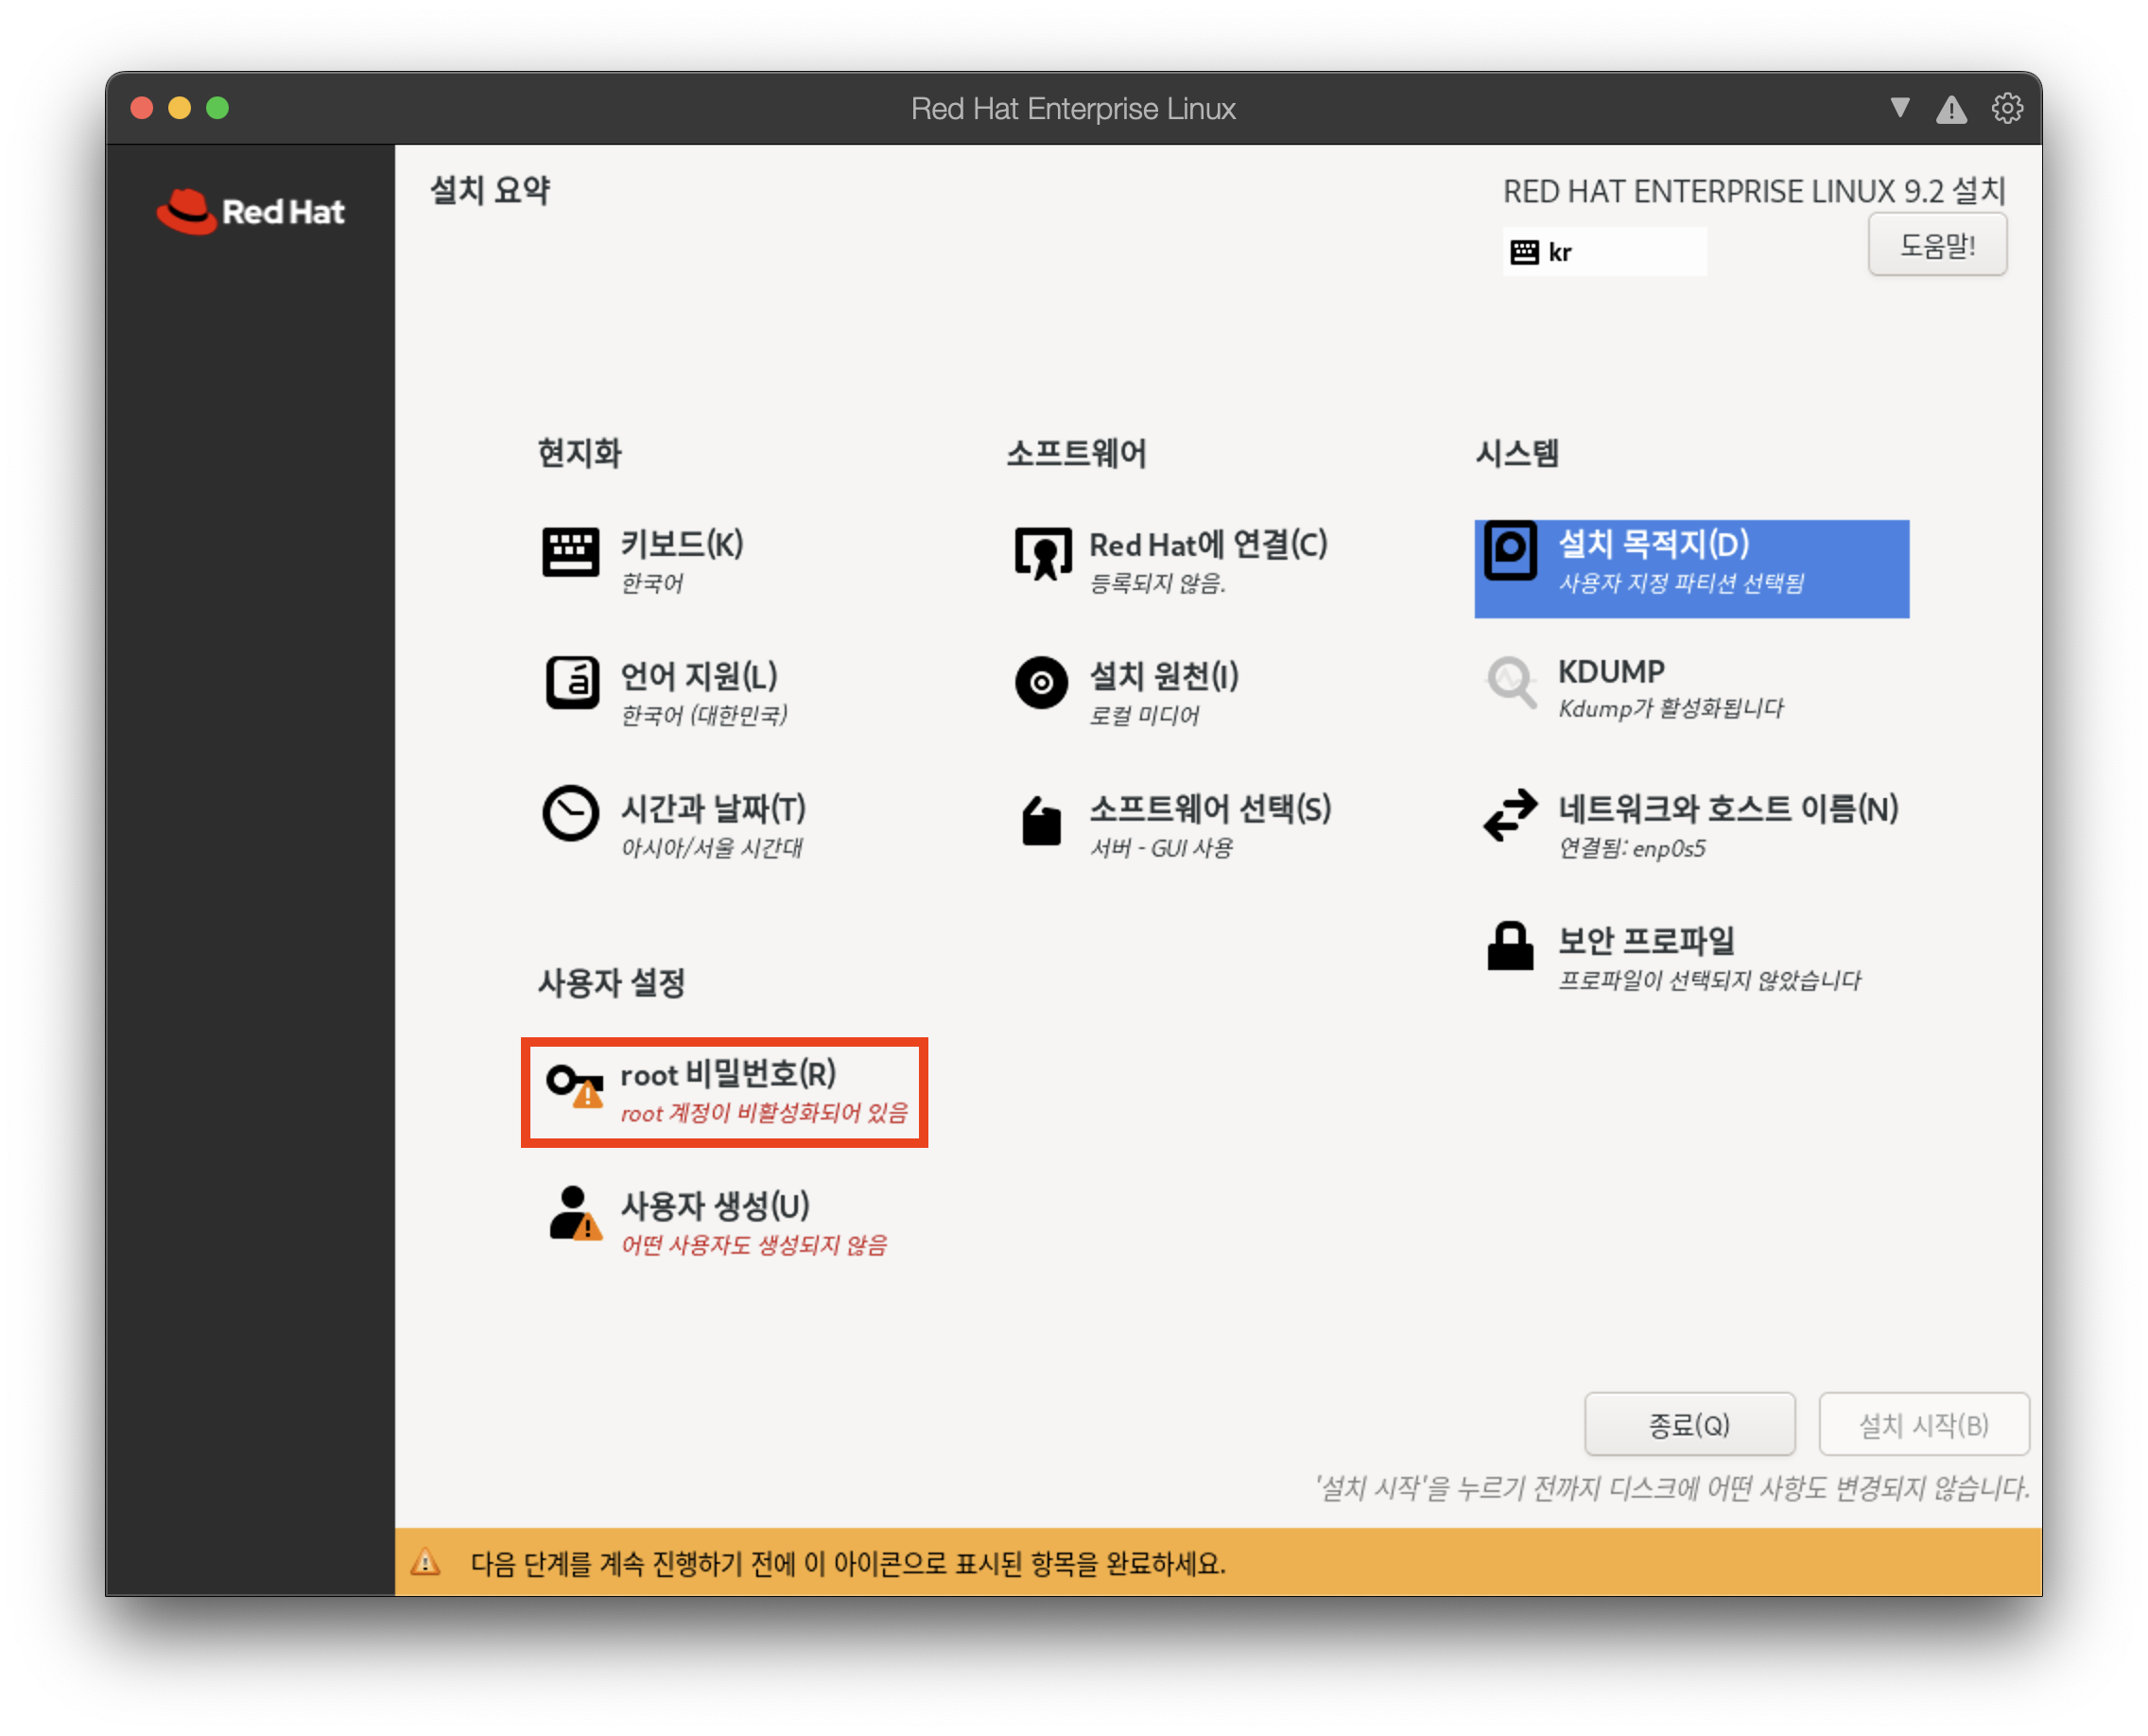 Red Hat Enterprise Linux
Red Hat
설치 요약
RED HAT ENTERPRISE LINUX 9.2 설치
kr
도움말!
현지화
키보드(K)
한국어
언어 지원(L)
한국어 (대한민국)
시간과 날짜(T)
아시아/서울 시간대
소프트웨어
Red Hat에 연결(C)
등록되지 않음.
설치 원천(I)
로컬 미디어
소프트웨어 선택(S)
서버 - GUI 사용
시스템
설치 목적지(D)
사용자 지정 파티션 선택됨
KDUMP
Kdump가 활성화됩니다
네트워크와 호스트 이름(N)
연결됨: enp0s5
보안 프로파일
프로파일이 선택되지 않았습니다
사용자 설정
root 비밀번호(R)
root 계정이 비활성화되어 있음
사용자 생성(U)
어떤 사용자도 생성되지 않음
종료(Q)
설치 시작(B)
'설치 시작'을 누르기 전까지 디스크에 어떤 사항도 변경되지 않습니다.
다음 단계를 계속 진행하기 전에 이 아이콘으로 표시된 항목을 완료하세요.